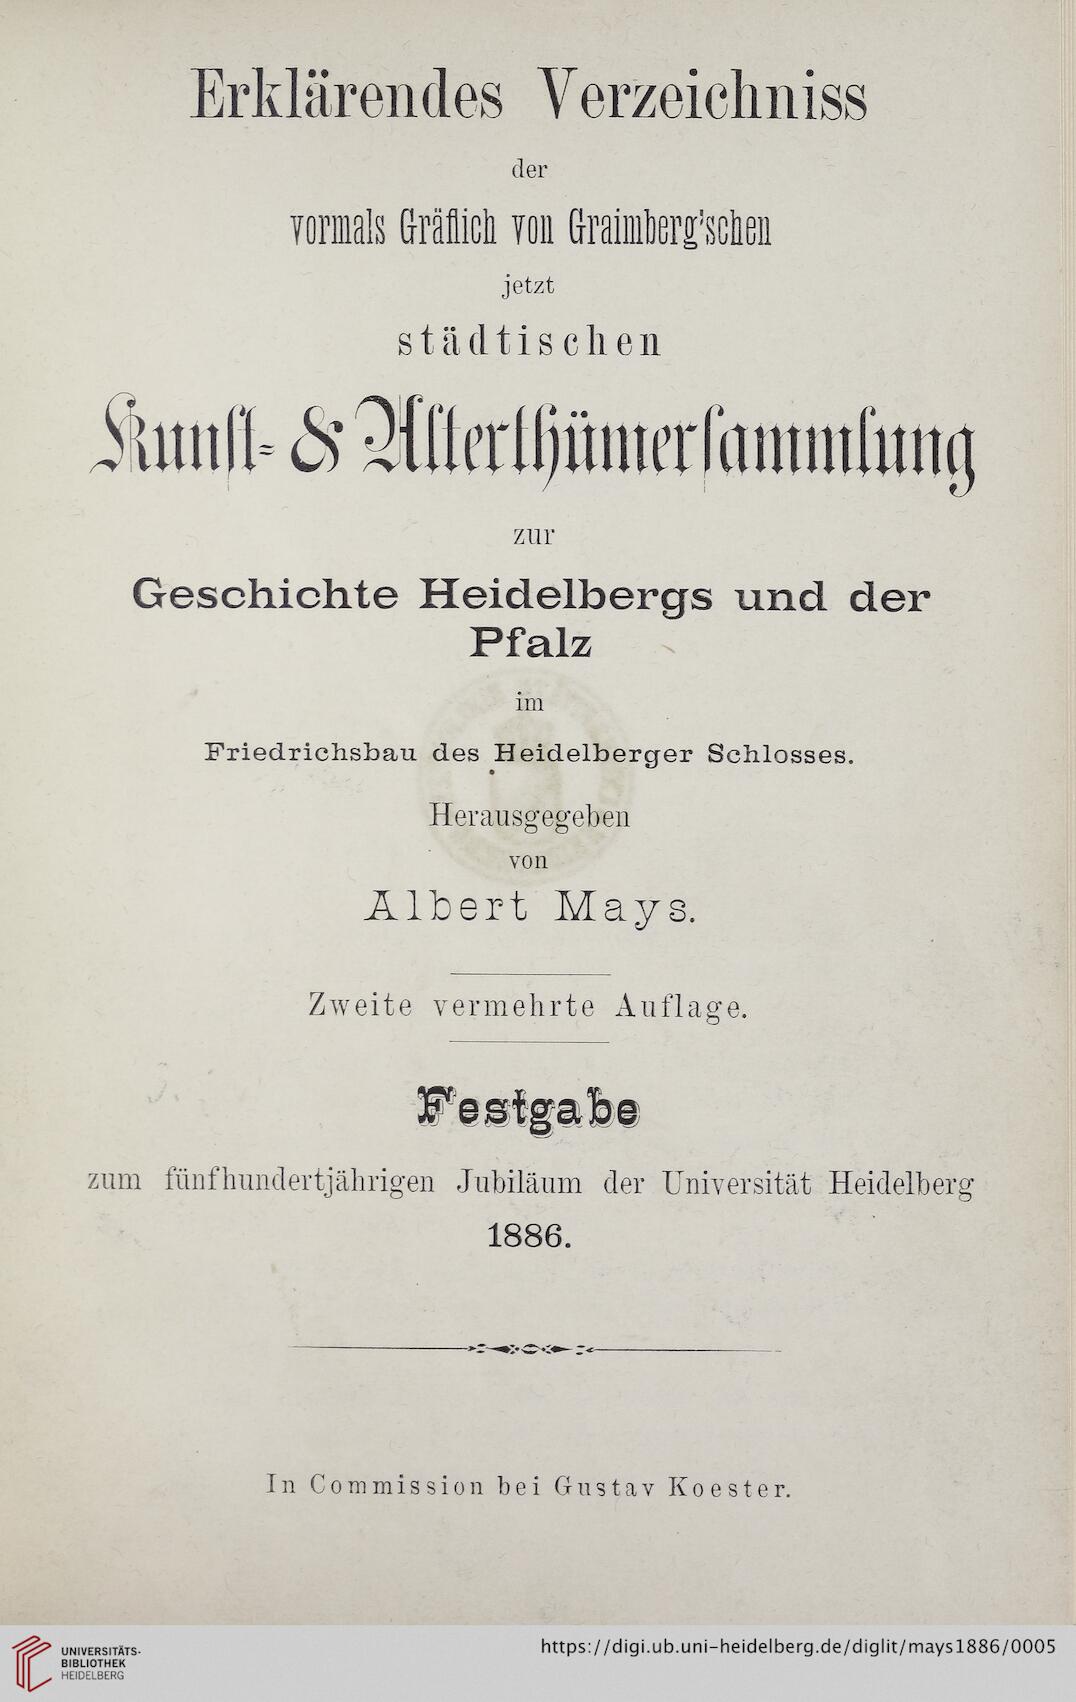 Erklärendes Verzeichniss
der
vormals Gräflich von Graimberg'schen
jetzt
städtischen
Kunst- & Alterthümersammlung
zur
Geschichte Heidelbergs und der
Pfalz
im
Friedrichsbau des Heidelberger Schlosses.
Herausgegeben
von
Albert Mays.
Zweite vermehrte Auflage.
Festgabe
zum fünfhundertjährigen Jubiläum der Universität Heidelberg
1886.
In Commission bei Gustav Koester.
UNIVERSITÄTS-
BIBLIOTHEK
HEIDELBERG
https://digi.ub.uni-heidelberg.de/diglit/mays1886/0005